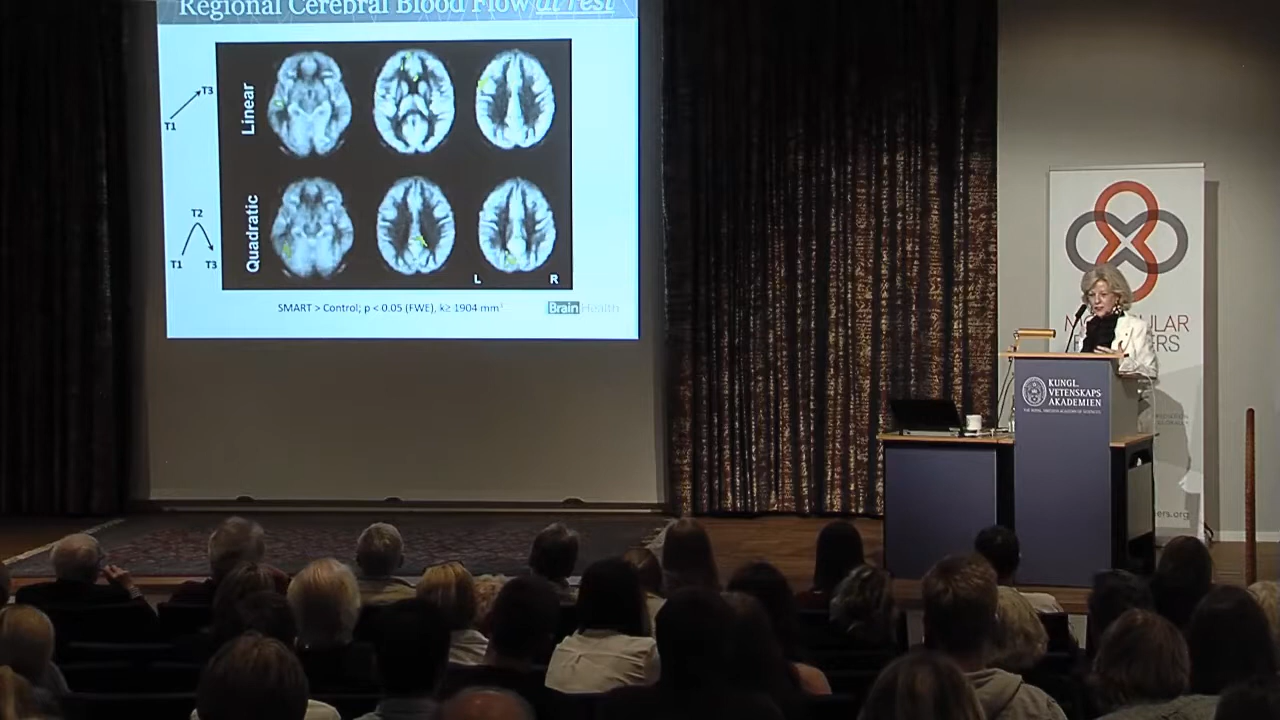 Regional Cerebral Blood Flow at rest
T3
T1
Linear
T2
T1
T3
Quadratic
L
R
SMART > Control; p < 0.05 (FWE), k≥ 1904 mm³
BrainHealth
KUNGL.
VETENSKAPS
AKADEMIEN
THE ROYAL SWEDISH ACADEMY OF SCIENCES